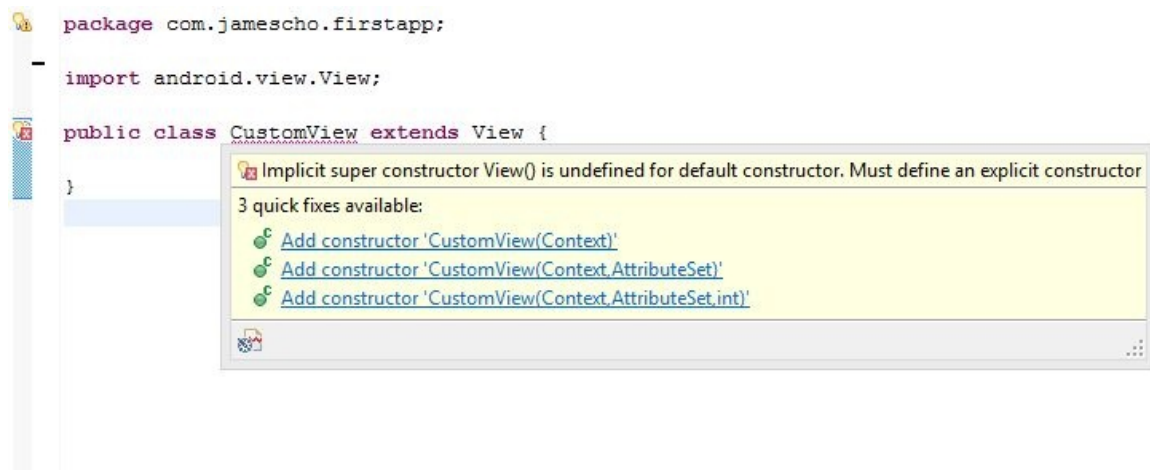 package com.jamescho.firstapp;
import android.view.View;
public class CustomView extends View {
Implicit super constructor View() is undefined for default constructor. Must define an explicit constructor
}
3 quick fixes available:
Add constructor 'CustomView(Context)'
Add constructor 'CustomView(Context,AttributeSet)'
Add constructor 'CustomView(Context,AttributeSet,int)'